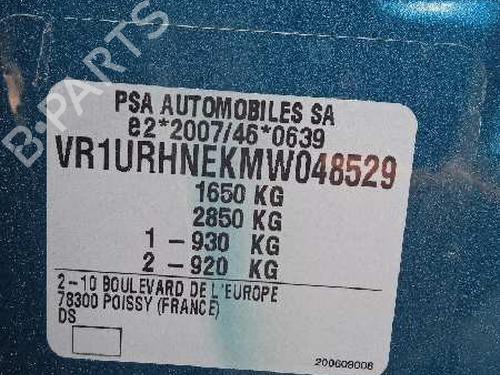 B-PARTS
PSA AUTOMOBILES SA
e2*2007/46*0639
VR1URHNEKMW048529
1650 KG
2850 KG
1 - 930 KG
2 - 920 KG
2-10 BOULEVARD DE L'EUROPE
78300 POISSY (FRANCE)
DS
200609008